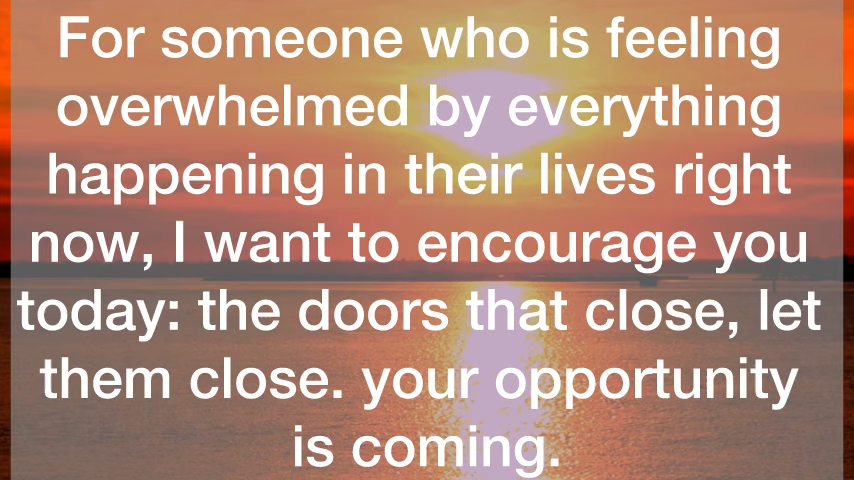 For someone who is feeling
overwhelmed by everything
happening in their lives right
now, I want to encourage you
today: the doors that close, let
them close. your opportunity
is coming.